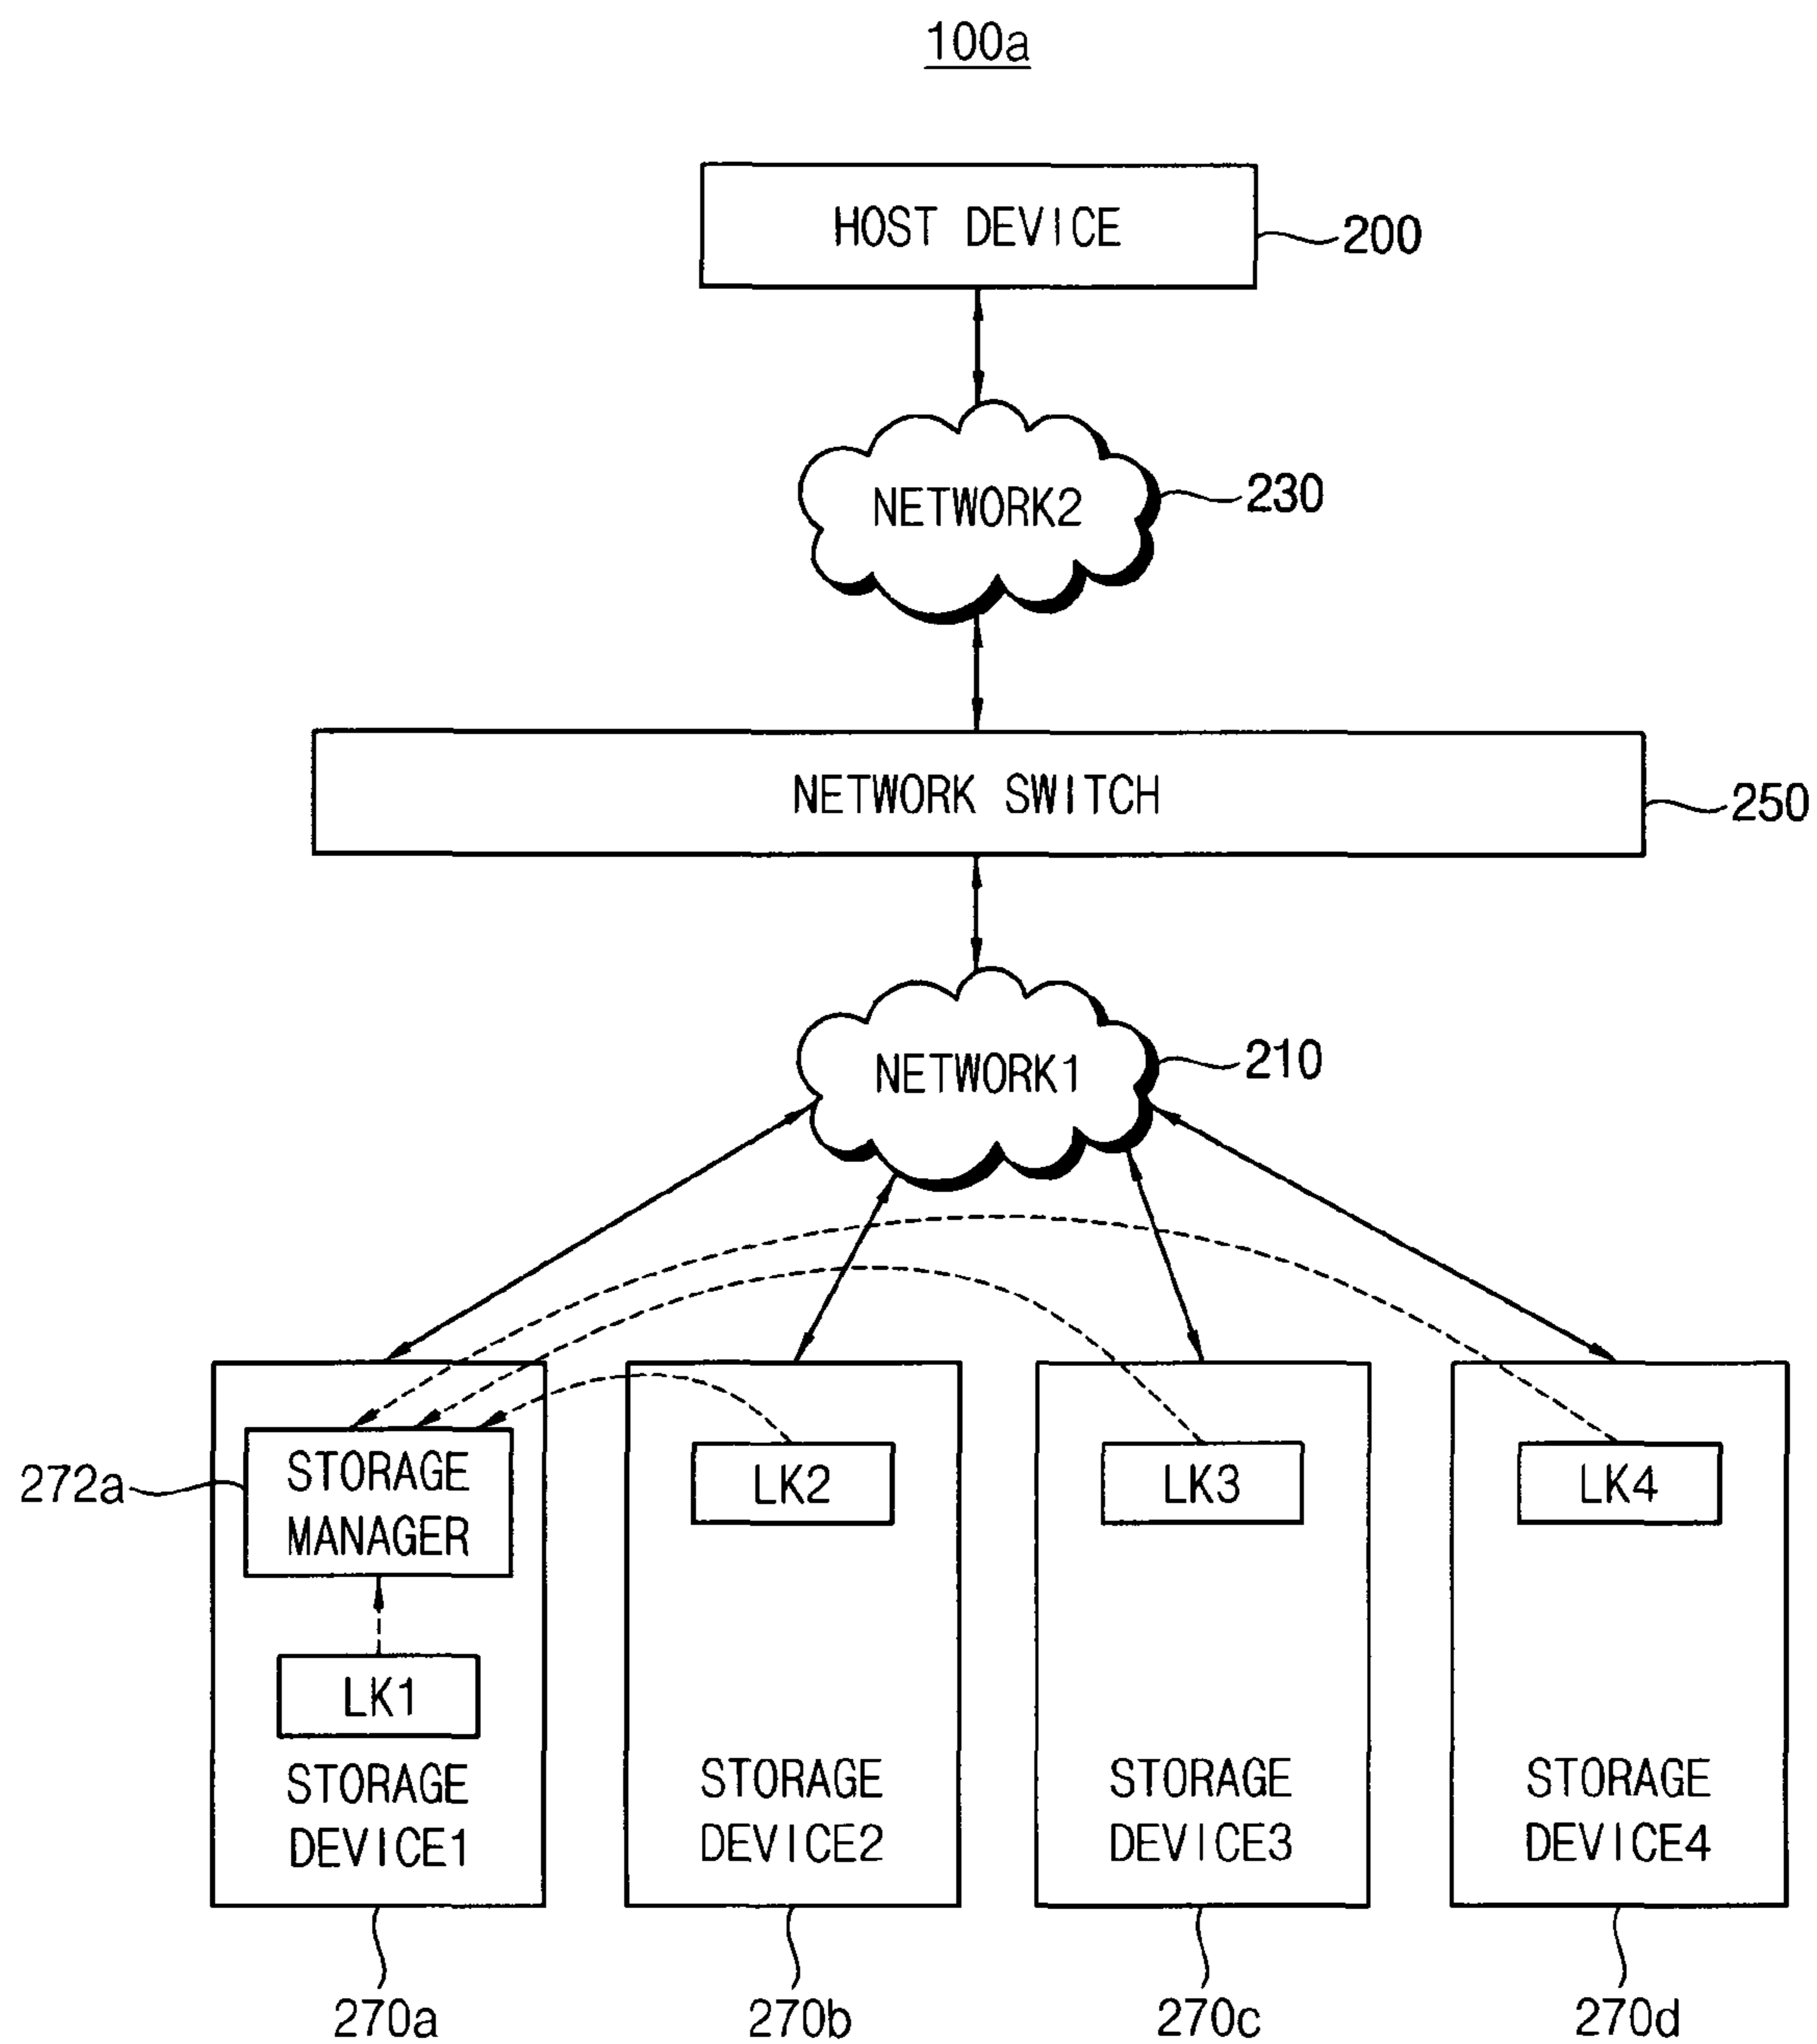 100a
HOST DEVICE
200
NETWORK2
230
NETWORK SWITCH
250
NETWORK1
210
272a
STORAGE
MANAGER
LK1
STORAGE
DEVICE1
LK2
STORAGE
DEVICE2
LK3
STORAGE
DEVICE3
LK4
STORAGE
DEVICE4
270a
270b
270c
270d